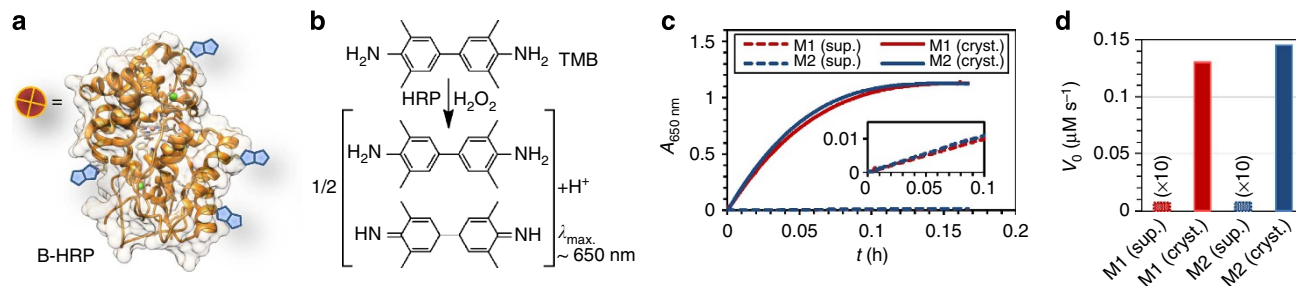 a
=
B-HRP
b
H₂N
NH₂
TMB
HRP
H₂O₂
1/2
H₂N
NH₂
+H⁺
HN
NH
λmax.
~ 650 nm
c
1.5
1
0.5
0
A650 nm
M1 (sup.)
M1 (cryst.)
M2 (sup.)
M2 (cryst.)
0.01
0
0.05
0.1
0
0.05
0.1
0.15
0.2
t (h)
d
0.15
0.1
0.05
0
V₀ (μM s⁻¹)
(×10)
(×10)
M1 (sup.)
M1 (cryst.)
M2 (sup.)
M2 (cryst.)